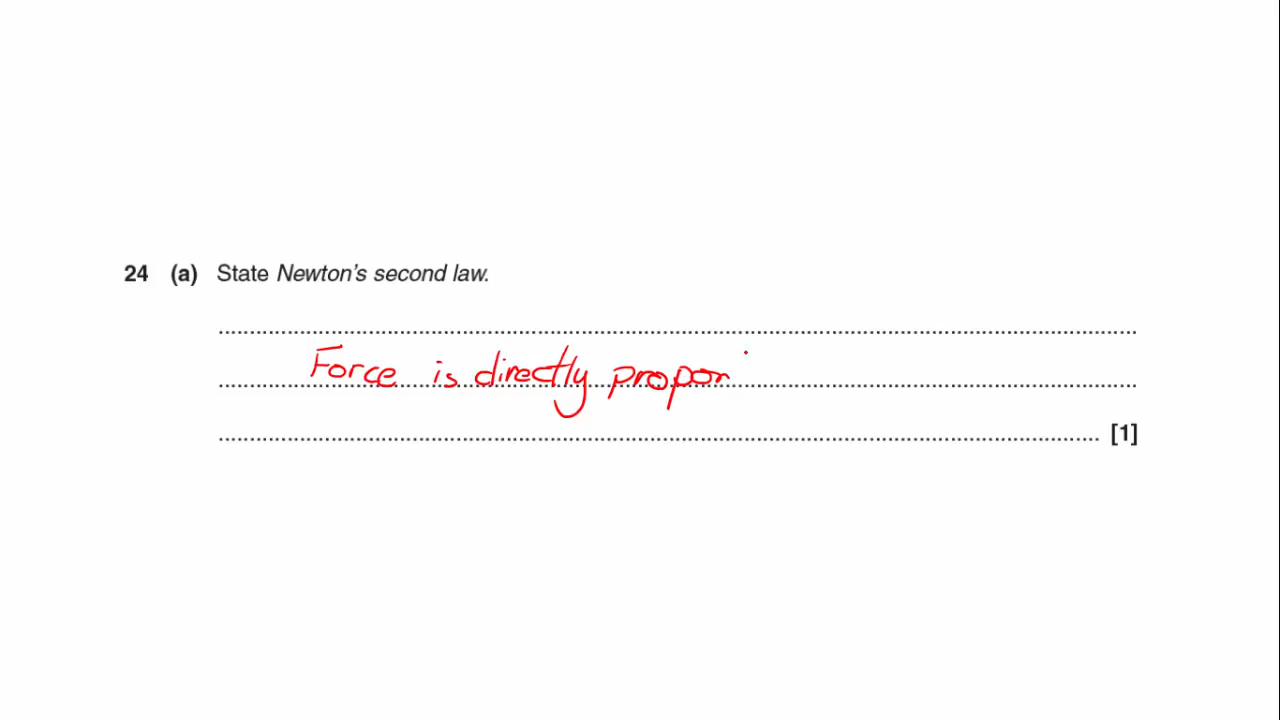 24 (a) State Newton's second law.
Force is directly propor
[1]